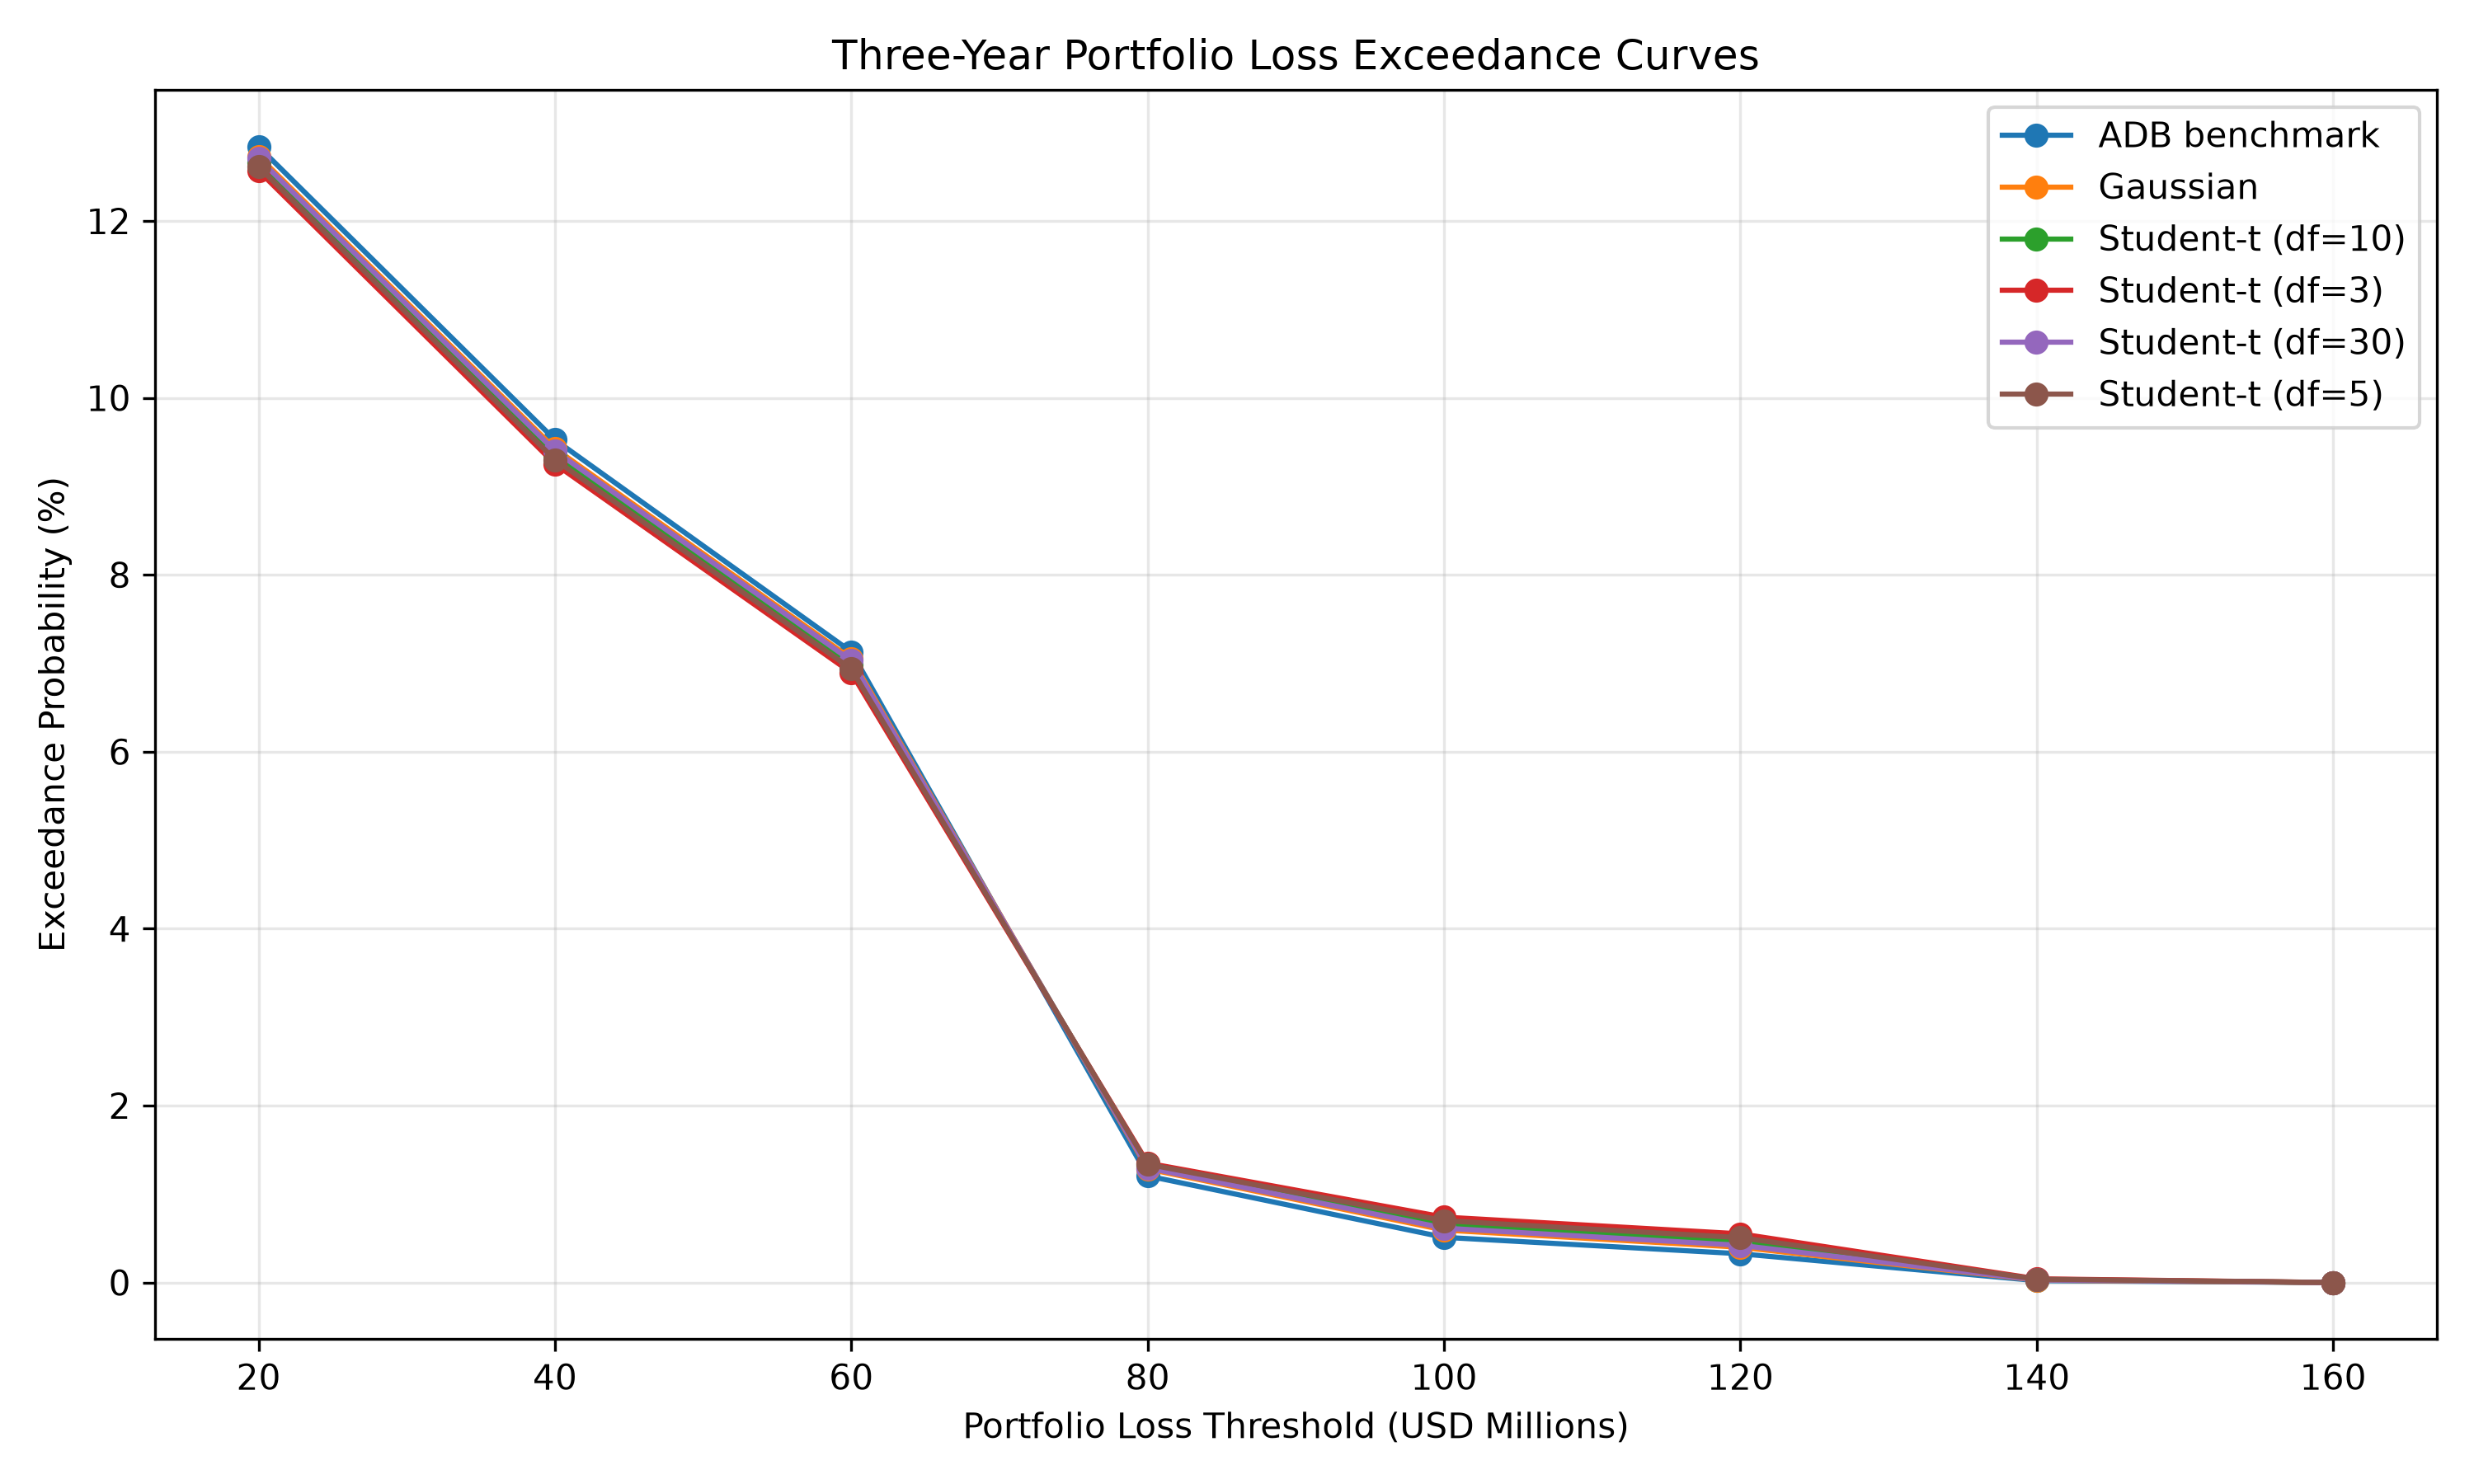 Three-Year Portfolio Loss Exceedance Curves
ADB benchmark
Gaussian
Student-t (df=10)
Student-t (df=3)
Student-t (df=30)
Student-t (df=5)
Exceedance Probability (%)
12
10
8
6
4
2
0
20 40 60 80 100 120 140 160
Portfolio Loss Threshold (USD Millions)